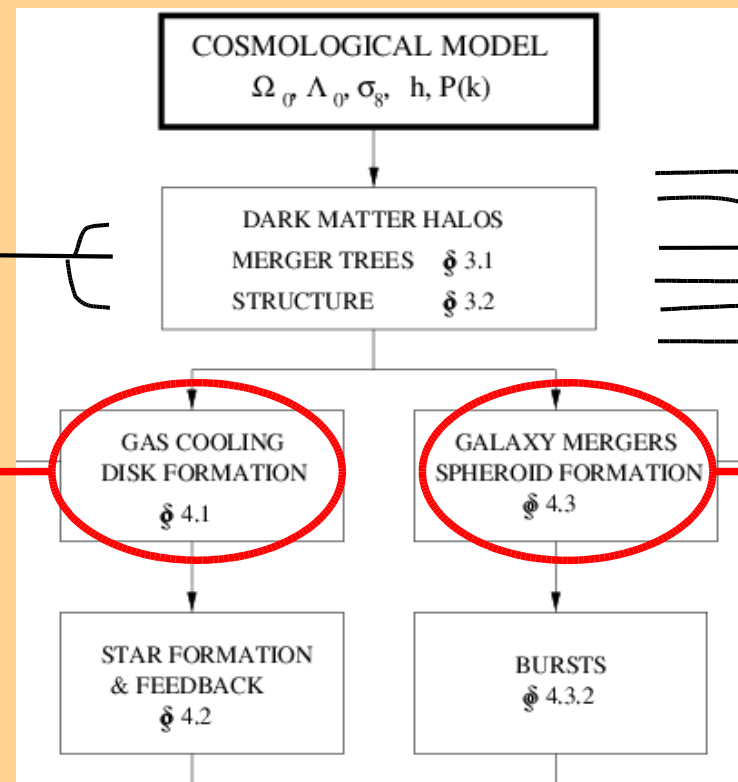 COSMOLOGICAL MODEL
Ω₀, Λ₀, σ₈, h, P(k)
DARK MATTER HALOS
MERGER TREES § 3.1
STRUCTURE § 3.2
GAS COOLING
DISK FORMATION
§ 4.1
GALAXY MERGERS
SPHEROID FORMATION
§ 4.3
STAR FORMATION
& FEEDBACK
§ 4.2
BURSTS
§ 4.3.2